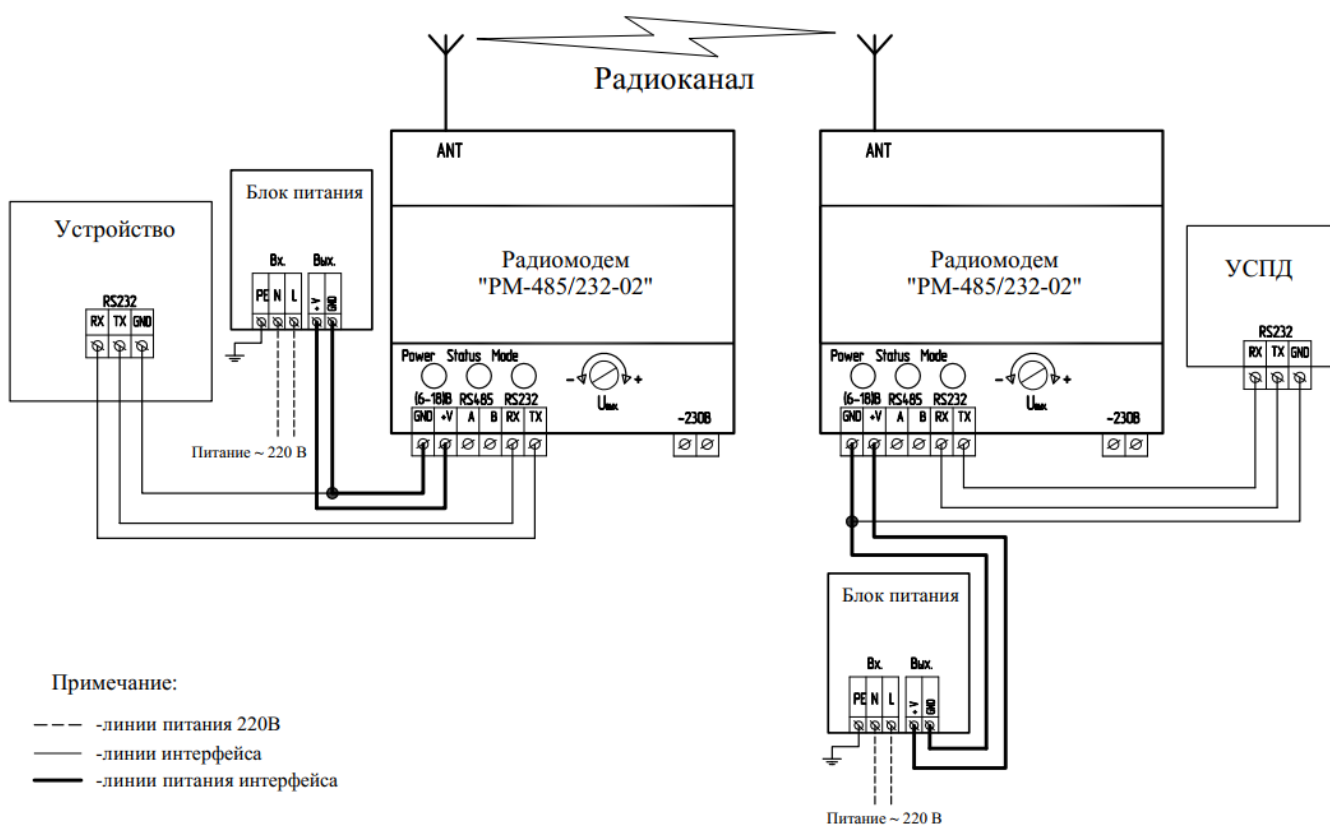 Радиоканал
ANT
ANT
Блок питания
Вх. Вых.
PE N L +V GND
Питание ~ 220 В
Устройство
RS232
RX TX GND
Радиомодем
"РМ-485/232-02"
Power Status Mode
- +
Uвых
(6-18)В RS485 RS232
GND +V A B RX TX
~230В
Радиомодем
"РМ-485/232-02"
Power Status Mode
- +
Uвых
(6-18)В RS485 RS232
GND +V A B RX TX
~230В
УСПД
RS232
RX TX GND
Блок питания
Вх. Вых.
PE N L +V GND
Питание ~ 220 В
Примечание:
-линии питания 220В
-линии интерфейса
-линии питания интерфейса